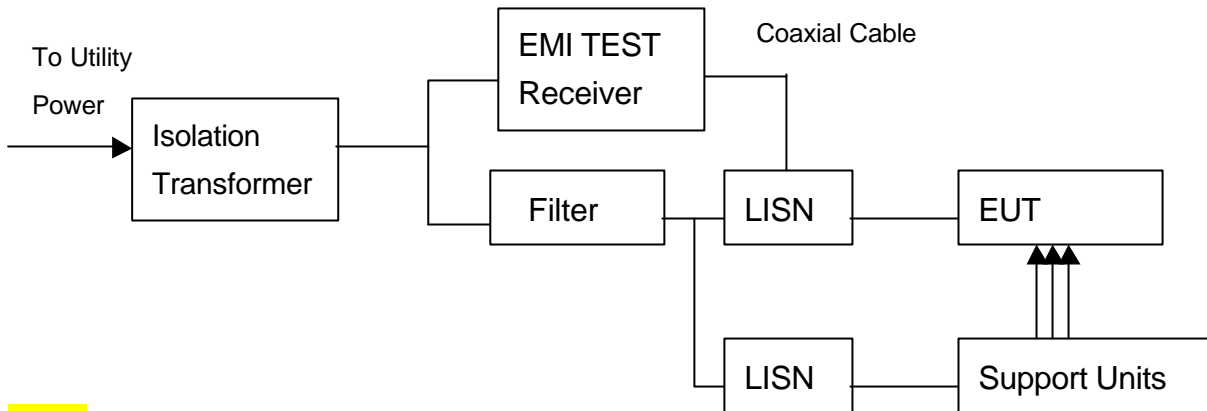 To Utility
Power
Isolation
Transformer
EMI TEST
Receiver
Coaxial Cable
Filter
LISN
EUT
LISN
Support Units